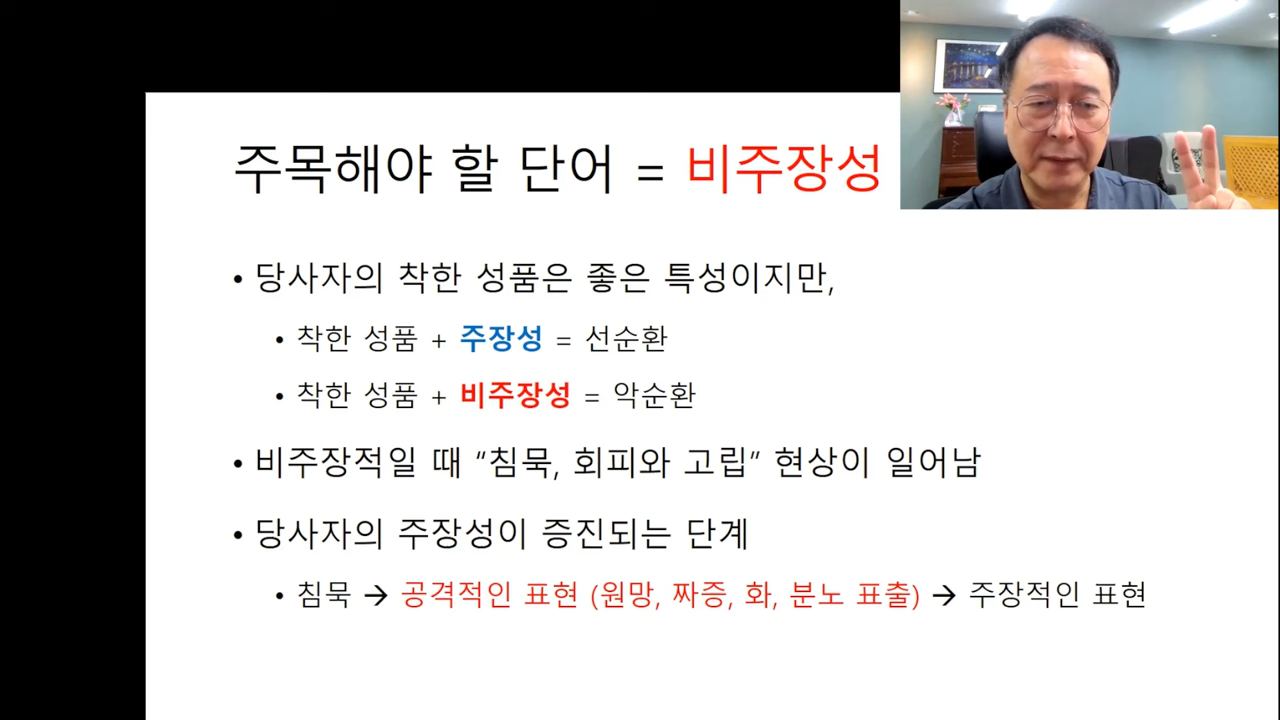 주목해야 할 단어 = 비주장성
• 당사자의 착한 성품은 좋은 특성이지만,
• 착한 성품 + 주장성 = 선순환
• 착한 성품 + 비주장성 = 악순환
• 비주장적일 때 “침묵, 회피와 고립” 현상이 일어남
• 당사자의 주장성이 증진되는 단계
• 침묵 → 공격적인 표현 (원망, 짜증, 화, 분노 표출) → 주장적인 표현